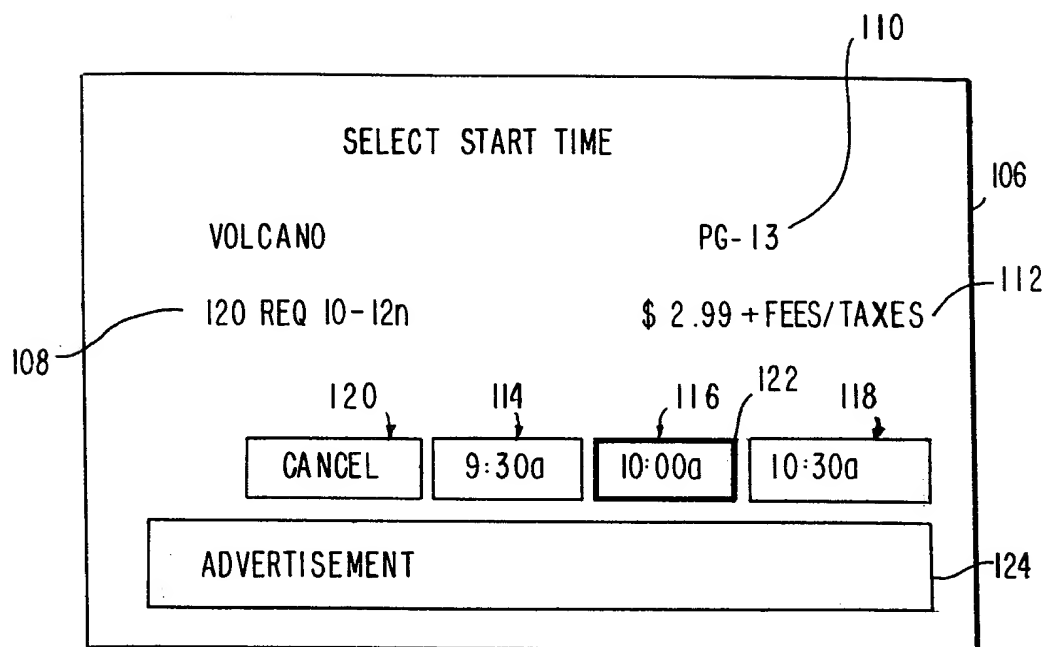 110
SELECT START TIME
106
VOLCANO PG-13
112
120 REQ 10-12n $ 2.99 + FEES/TAXES
108
120 114 116 122 118
CANCEL 9:30a 10:00a 10:30a
ADVERTISEMENT
124